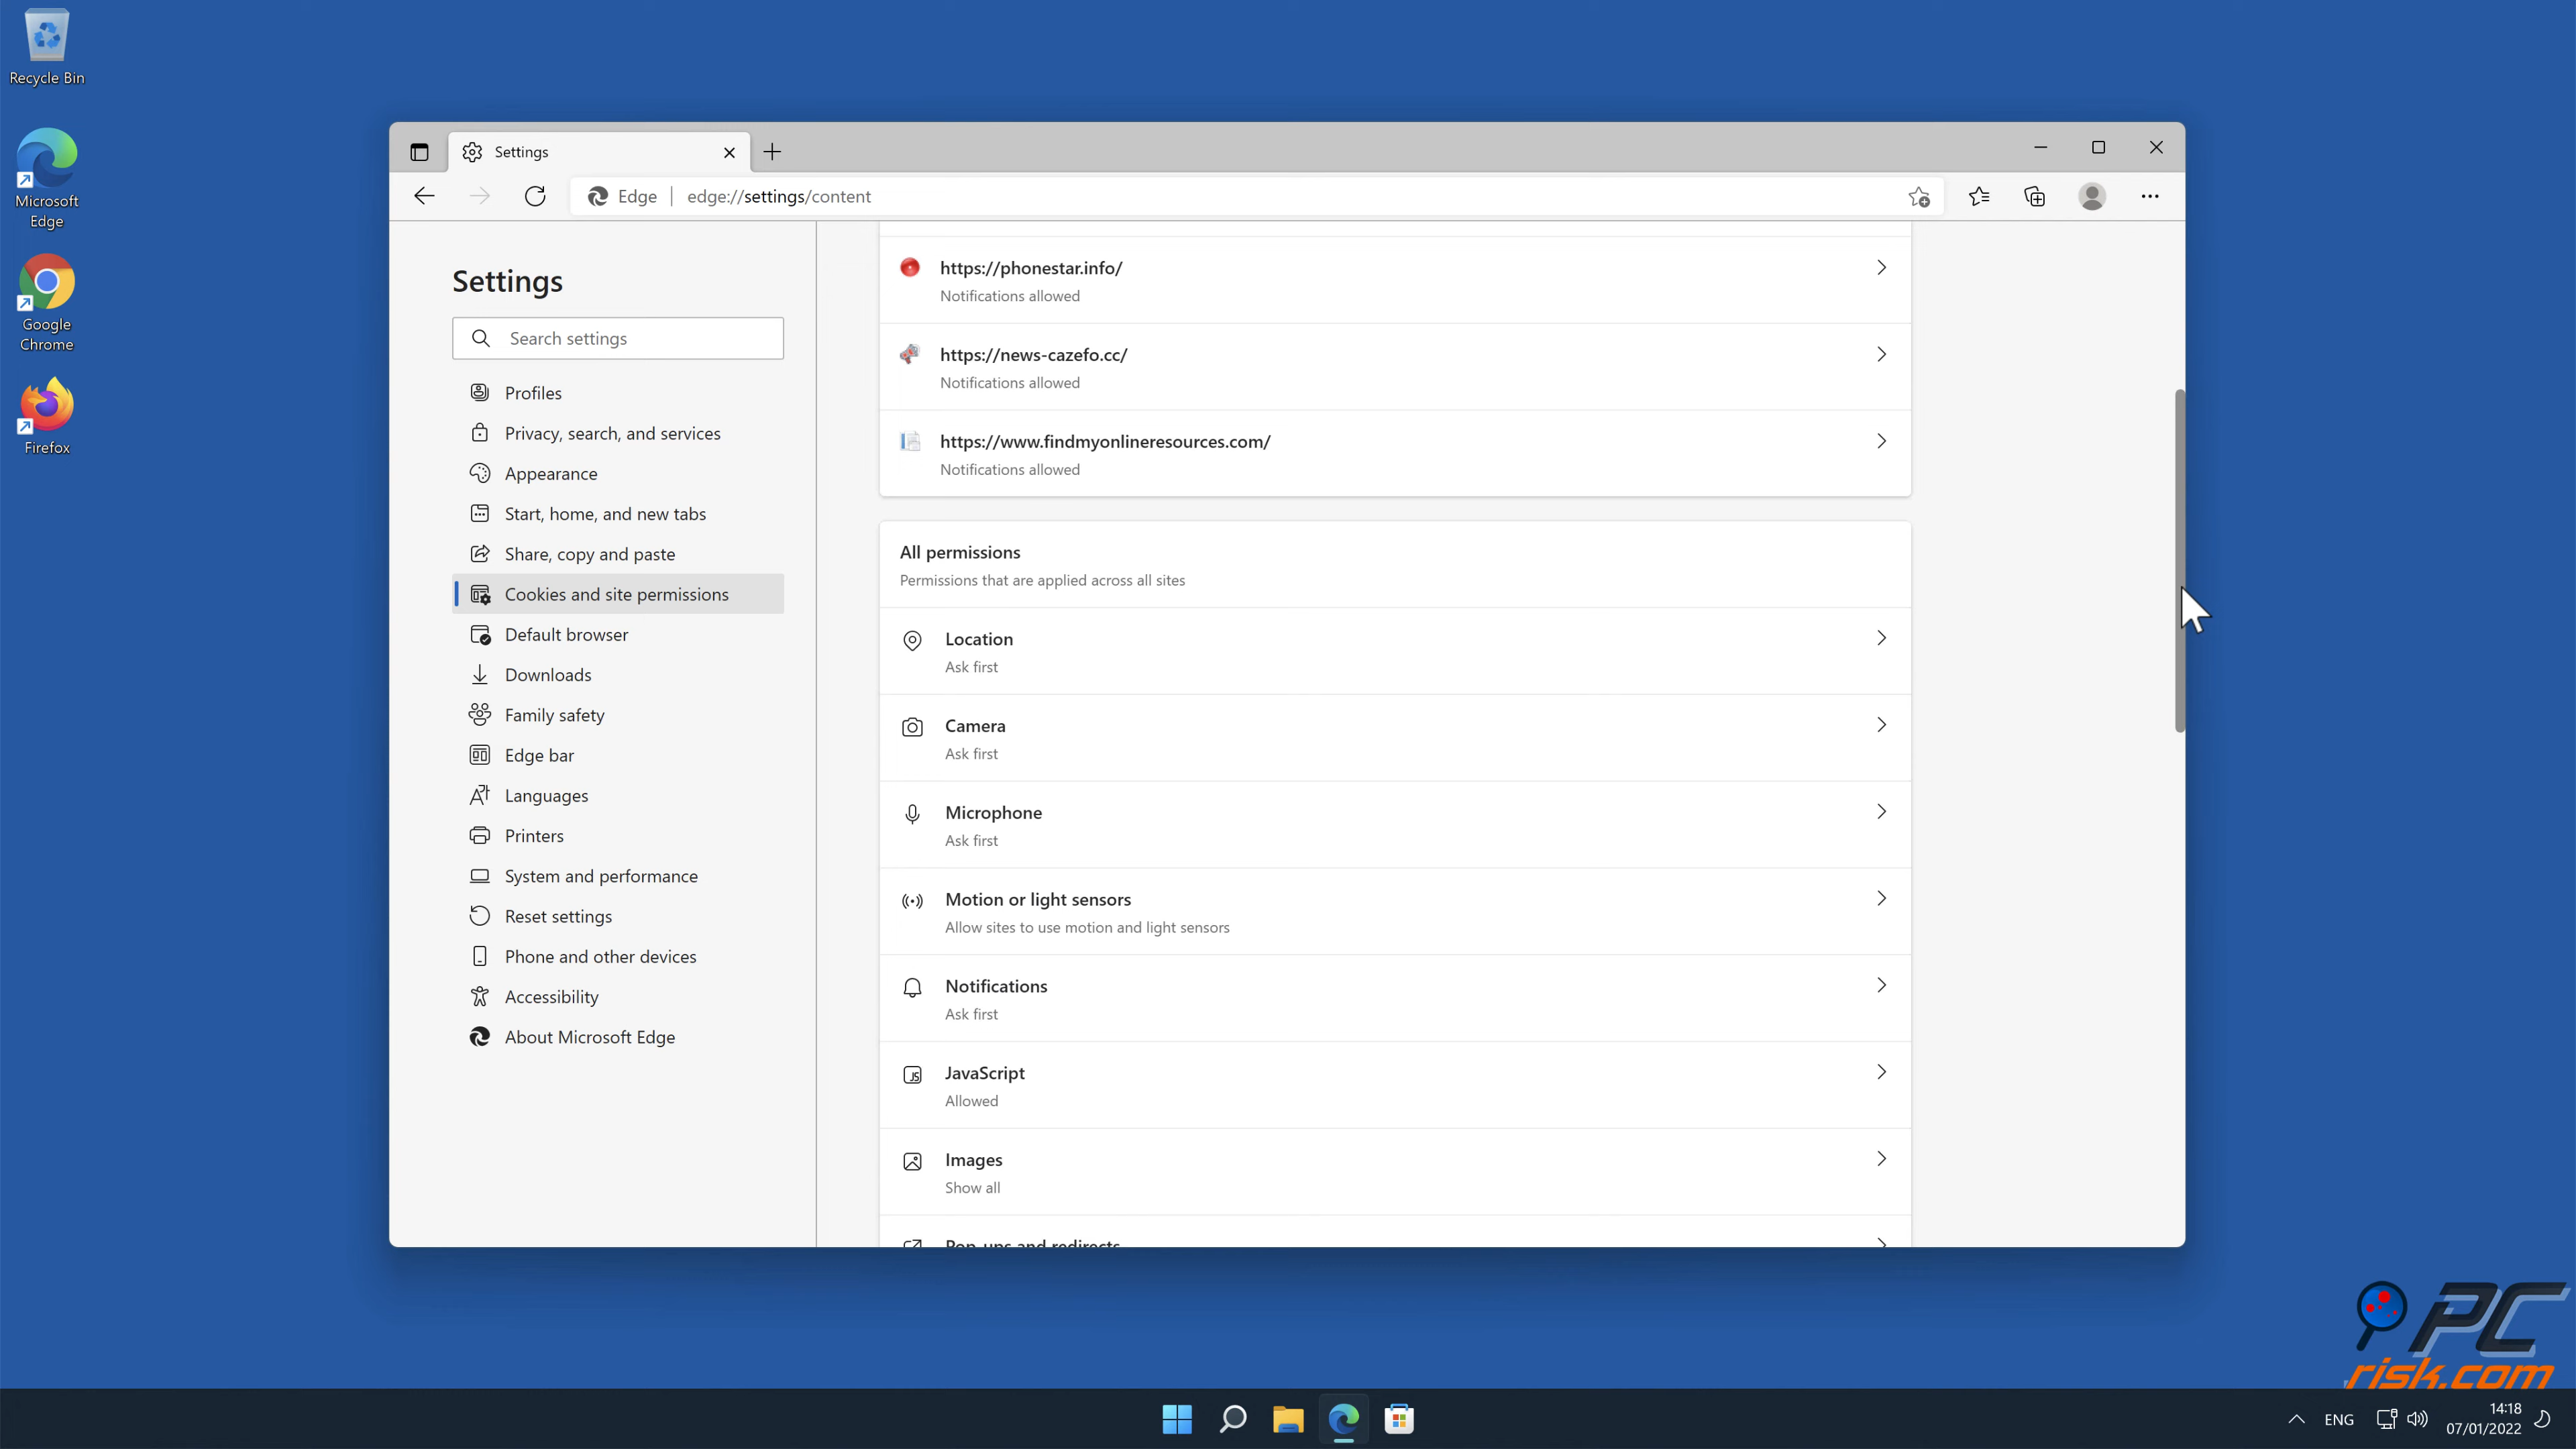 Recycle Bin
Microsoft
Edge
Google
Chrome
Firefox
Settings
Edge
edge://settings/content
Settings
Search settings
Profiles
Privacy, search, and services
Appearance
Start, home, and new tabs
Share, copy and paste
Cookies and site permissions
Default browser
Downloads
Family safety
Edge bar
Languages
Printers
System and performance
Reset settings
Phone and other devices
Accessibility
About Microsoft Edge
https://phonestar.info/
Notifications allowed
https://news-cazefo.cc/
Notifications allowed
https://www.findmyonlineresources.com/
Notifications allowed
All permissions
Permissions that are applied across all sites
Location
Ask first
Camera
Ask first
Microphone
Ask first
Motion or light sensors
Allow sites to use motion and light sensors
Notifications
Ask first
JavaScript
Allowed
Images
Show all
Pop-ups and redirects
PC
risk.com
ENG
14:18
07/01/2022